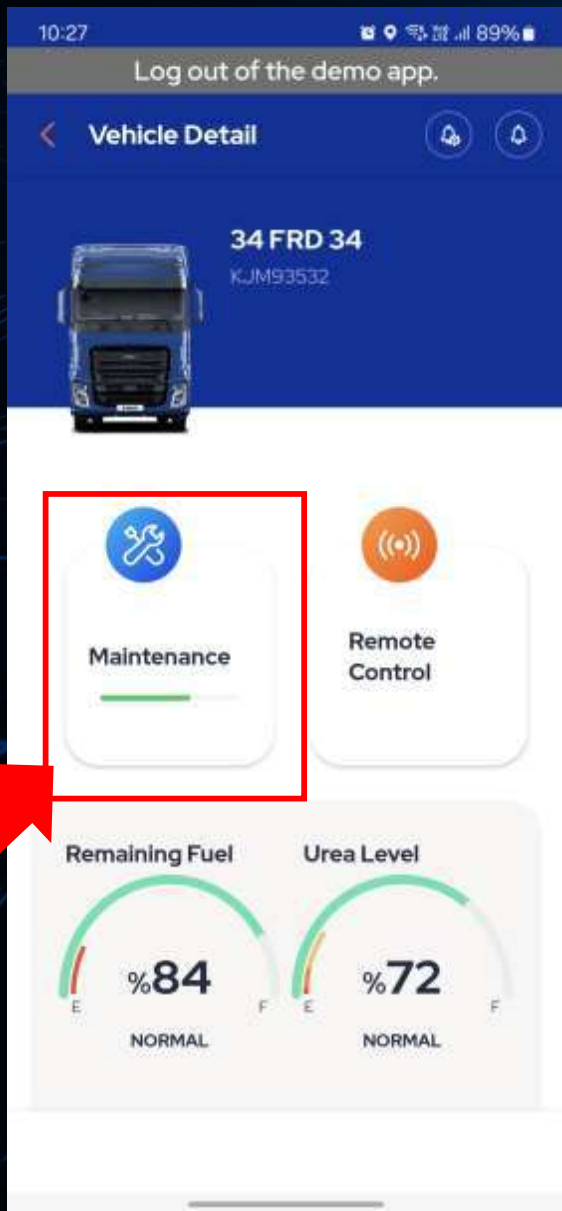 10:27
89%
Log out of the demo app.
Vehicle Detail
34 FRD 34
KJM93532
Maintenance
Remote
Control
Remaining Fuel
Urea Level
%84
%72
E
F
E
F
NORMAL
NORMAL